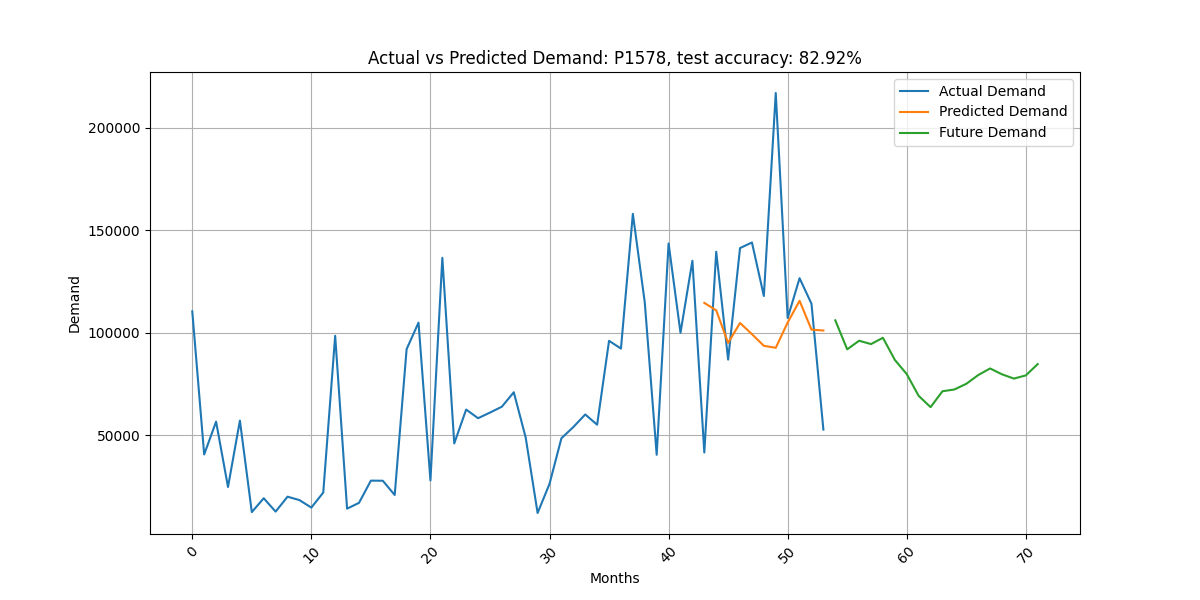 Actual vs Predicted Demand: P1578, test accuracy: 82.92%
Actual Demand
Predicted Demand
Future Demand
200000
150000
100000
50000
Demand
0 10 20 30 40 50 60 70
Months